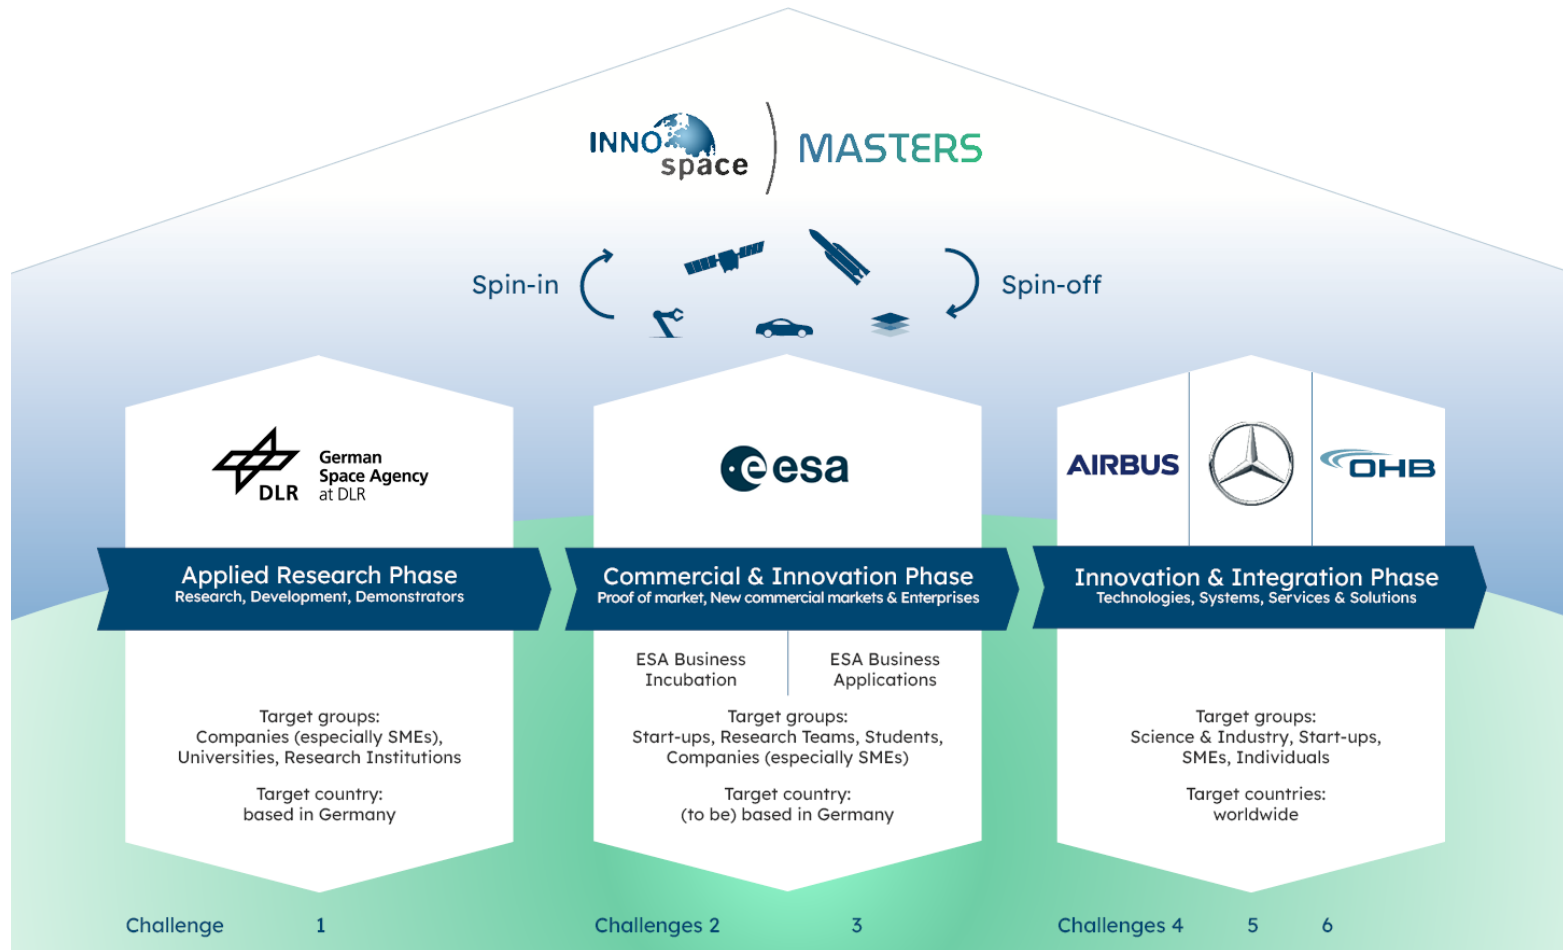 INNO
space
MASTERS
Spin-in
Spin-off
DLR
German
Space Agency
at DLR
esa
AIRBUS
OHB
Applied Research Phase
Research, Development, Demonstrators
Commercial & Innovation Phase
Proof of market, New commercial markets & Enterprises
Innovation & Integration Phase
Technologies, Systems, Services & Solutions
Target groups:
Companies (especially SMEs),
Universities, Research Institutions
Target country:
based in Germany
ESA Business
Incubation
ESA Business
Applications
Target groups:
Start-ups, Research Teams, Students,
Companies (especially SMEs)
Target country:
(to be) based in Germany
Target groups:
Science & Industry, Start-ups,
SMEs, Individuals
Target countries:
worldwide
Challenge 1
Challenges 2 3
Challenges 4 5 6